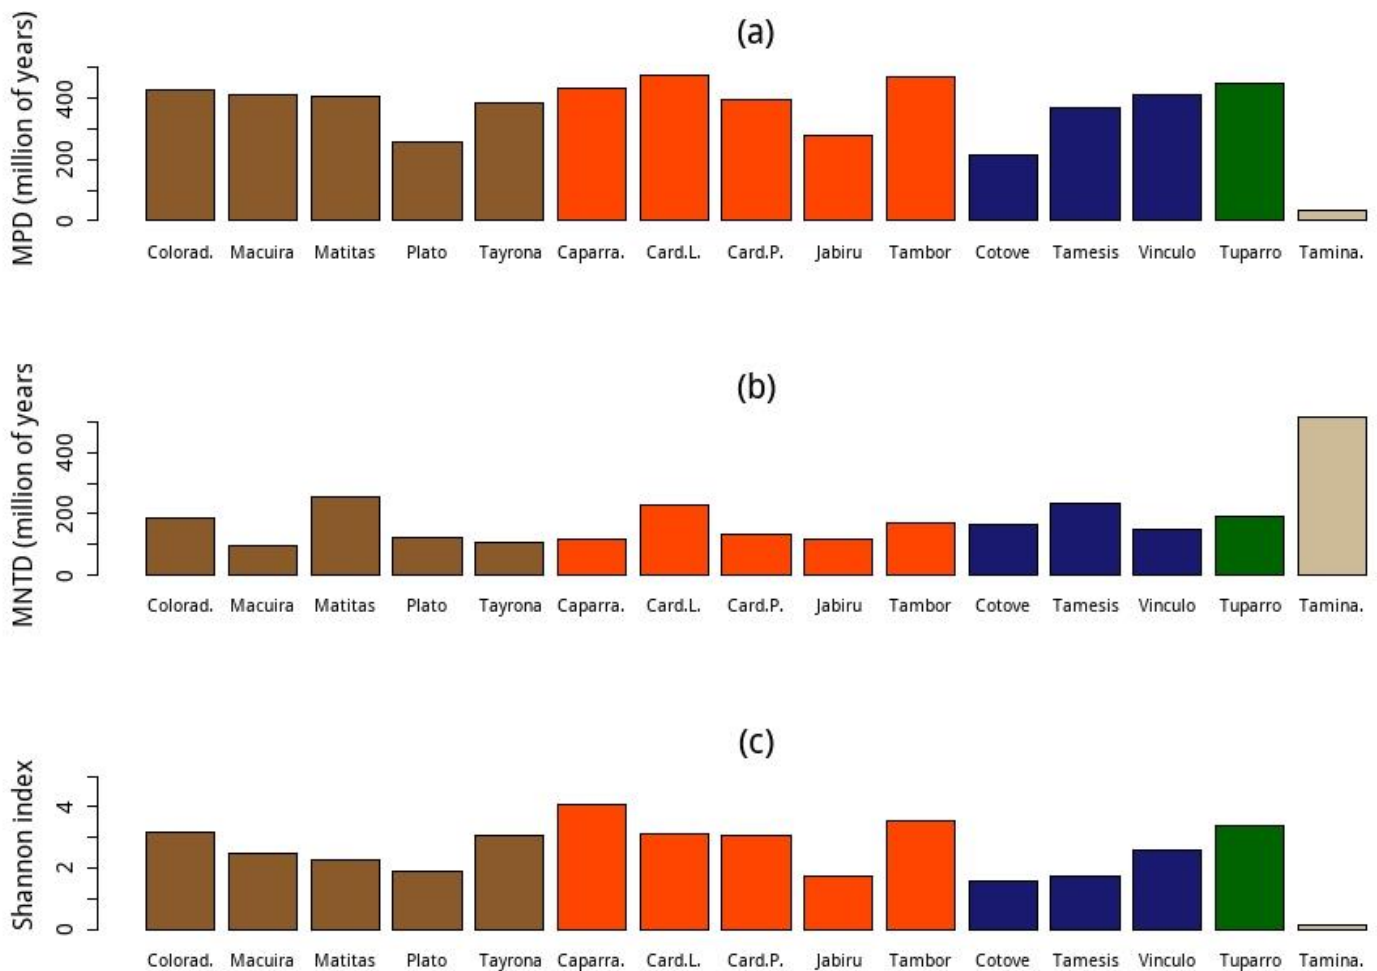 (a)
MPD (million of years)
0 200 400
Colorad. Macuira Matitas Plato Tayrona Caparra. Card.L. Card.P. Jabiru Tambor Cotove Tamesis Vinculo Tuparro Tamina.
(b)
MNTD (million of years
0 200 400
Colorad. Macuira Matitas Plato Tayrona Caparra. Card.L. Card.P. Jabiru Tambor Cotove Tamesis Vinculo Tuparro Tamina.
(c)
Shannon index
0 2 4
Colorad. Macuira Matitas Plato Tayrona Caparra. Card.L. Card.P. Jabiru Tambor Cotove Tamesis Vinculo Tuparro Tamina.